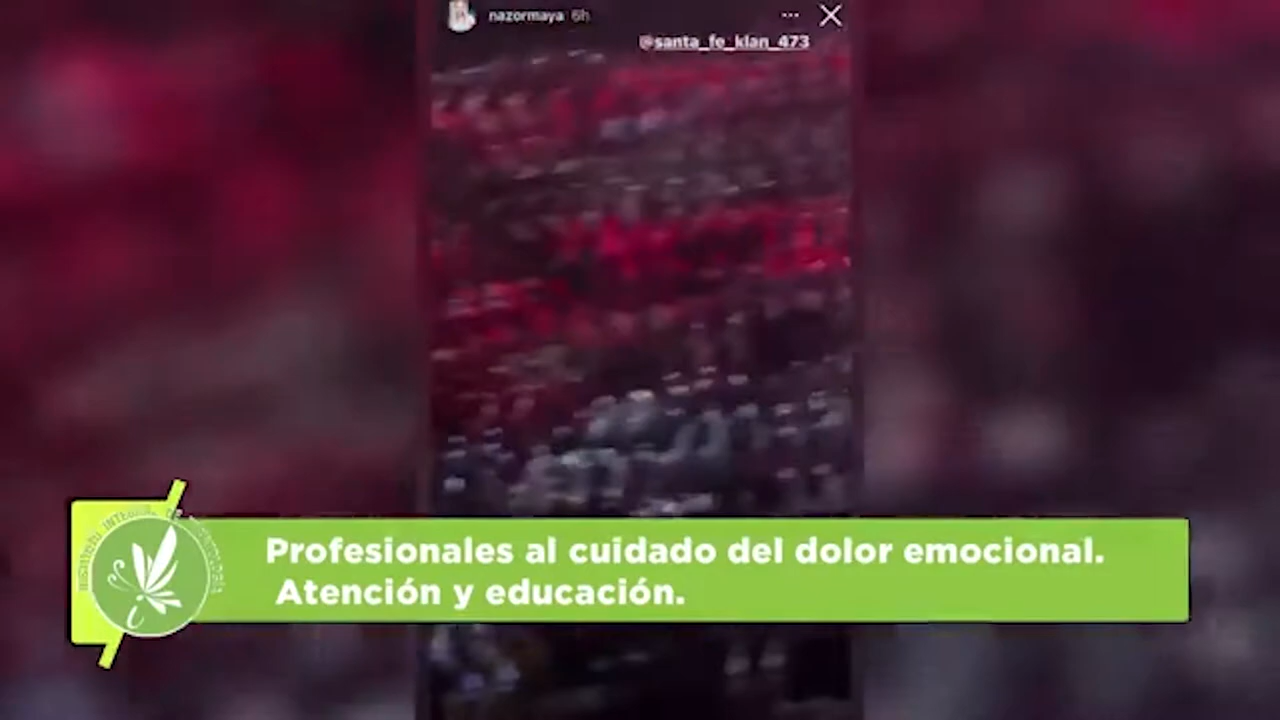 nazormaya 6h
@santa_fe_klan_473
Profesionales al cuidado del dolor emocional.
Atención y educación.